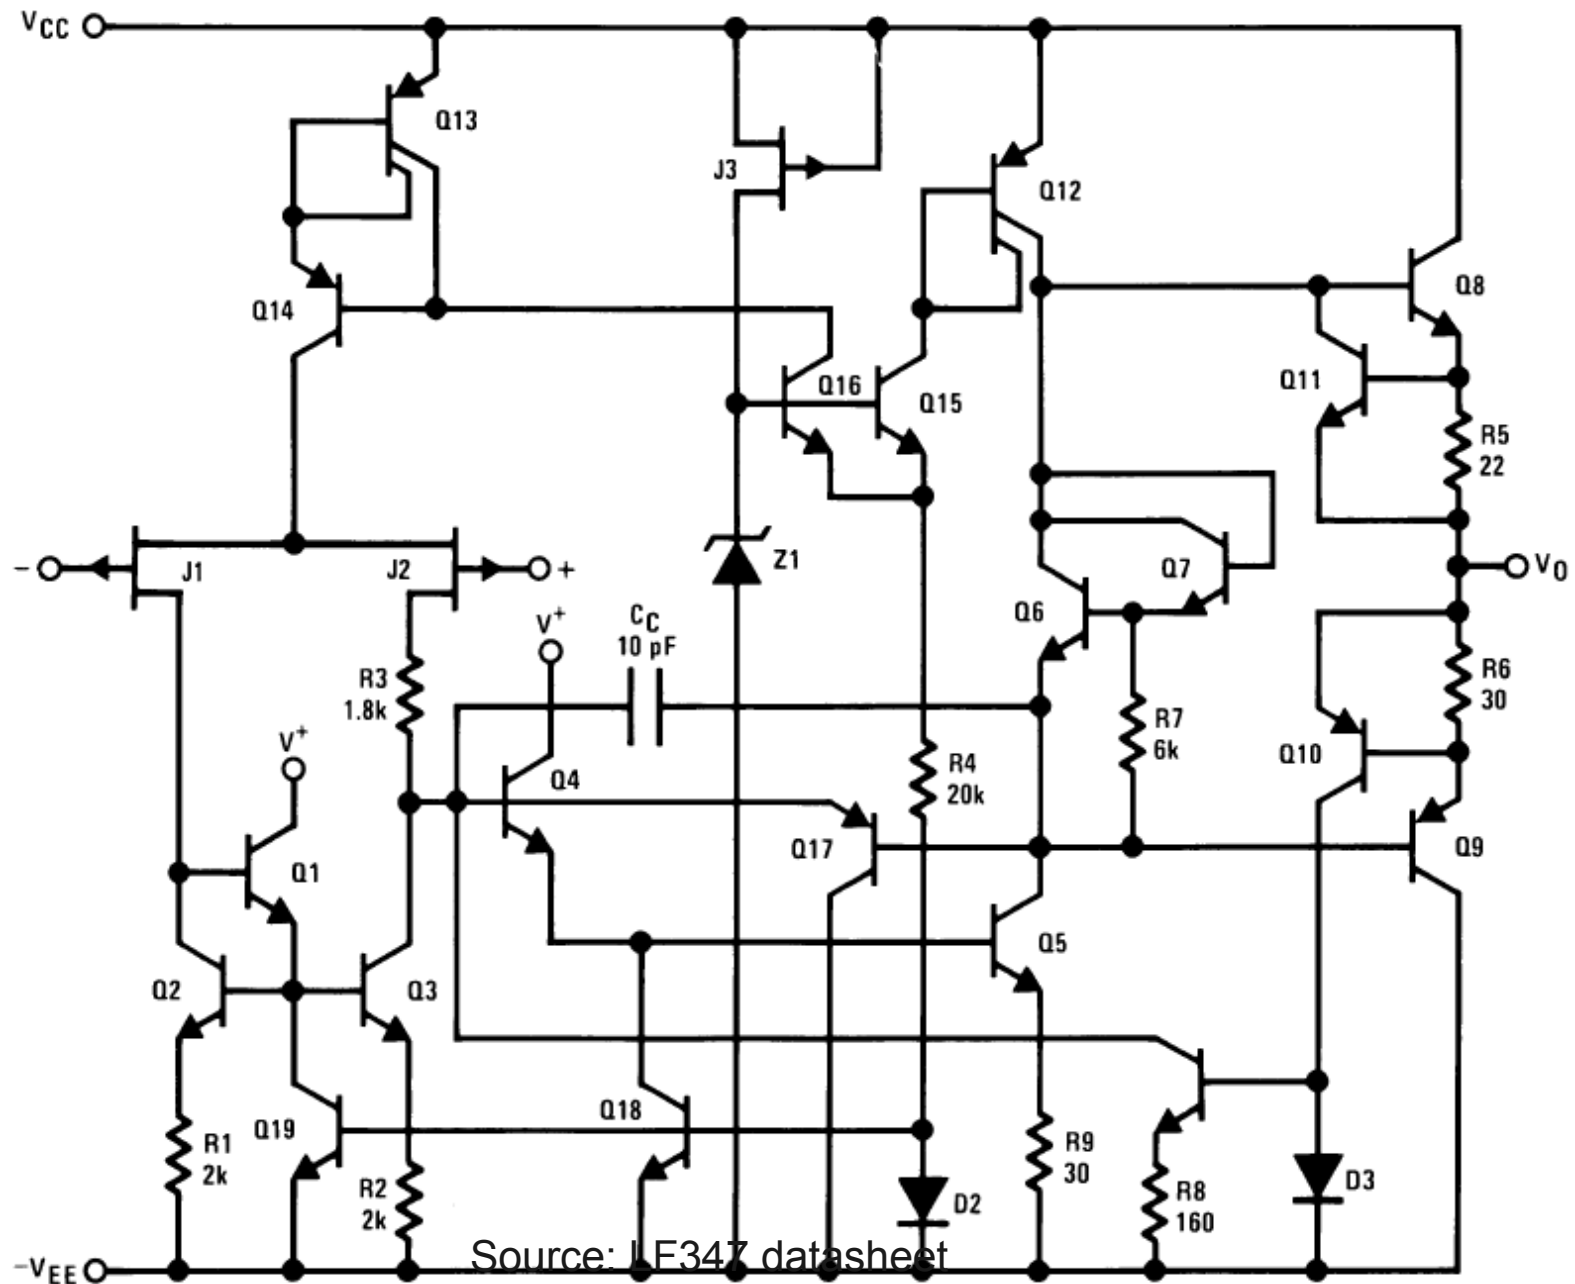 VCC
Q13
J3
Q12
Q14
Q8
Q16
Q15
Q11
R5
22
–
J1
J2
+
Z1
Q7
VO
Q6
V+
CC
10 pF
R3
1.8k
R7
6k
R6
30
V+
Q4
R4
20k
Q10
Q1
Q17
Q9
Q5
Q2
Q3
Q19
Q18
R1
2k
R2
2k
R9
30
R8
160
D2
D3
–VEE
Source: LF347 datasheet